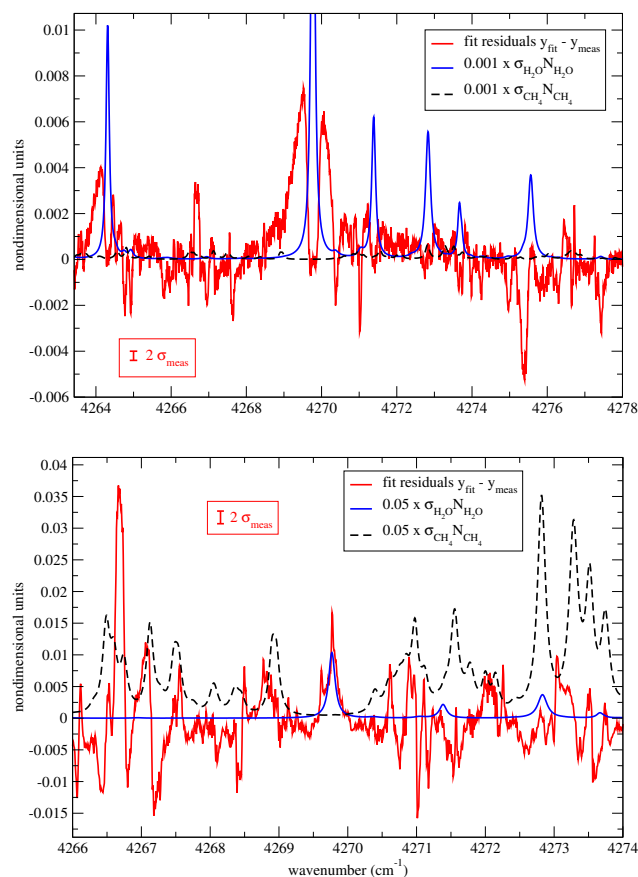 0.01
0.008
0.006
0.004
0.002
0
-0.002
-0.004
-0.006
nondimensional units
fit residuals y_fit - y_meas
0.001 x σ_H₂O N_H₂O
0.001 x σ_CH₄ N_CH₄
2 σ_meas
4264 4266 4268 4270 4272 4274 4276 4278
0.04
0.035
0.03
0.025
0.02
0.015
0.01
0.005
0
-0.005
-0.01
-0.015
nondimensional units
2 σ_meas
fit residuals y_fit - y_meas
0.05 x σ_H₂O N_H₂O
0.05 x σ_CH₄ N_CH₄
4266 4267 4268 4269 4270 4271 4272 4273 4274
wavenumber (cm⁻¹)